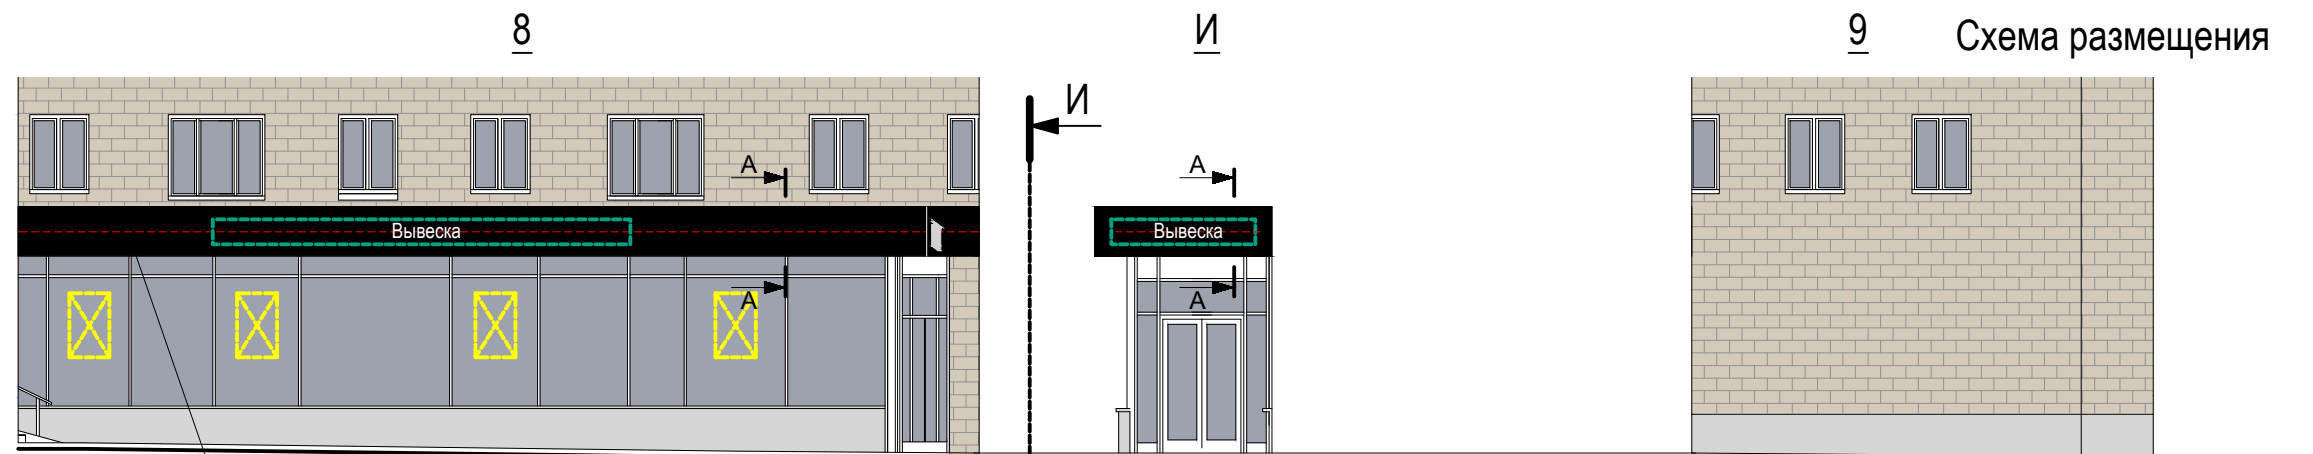 8 И 9 Схема размещения
И
А А
Вывеска Вывеска
А А